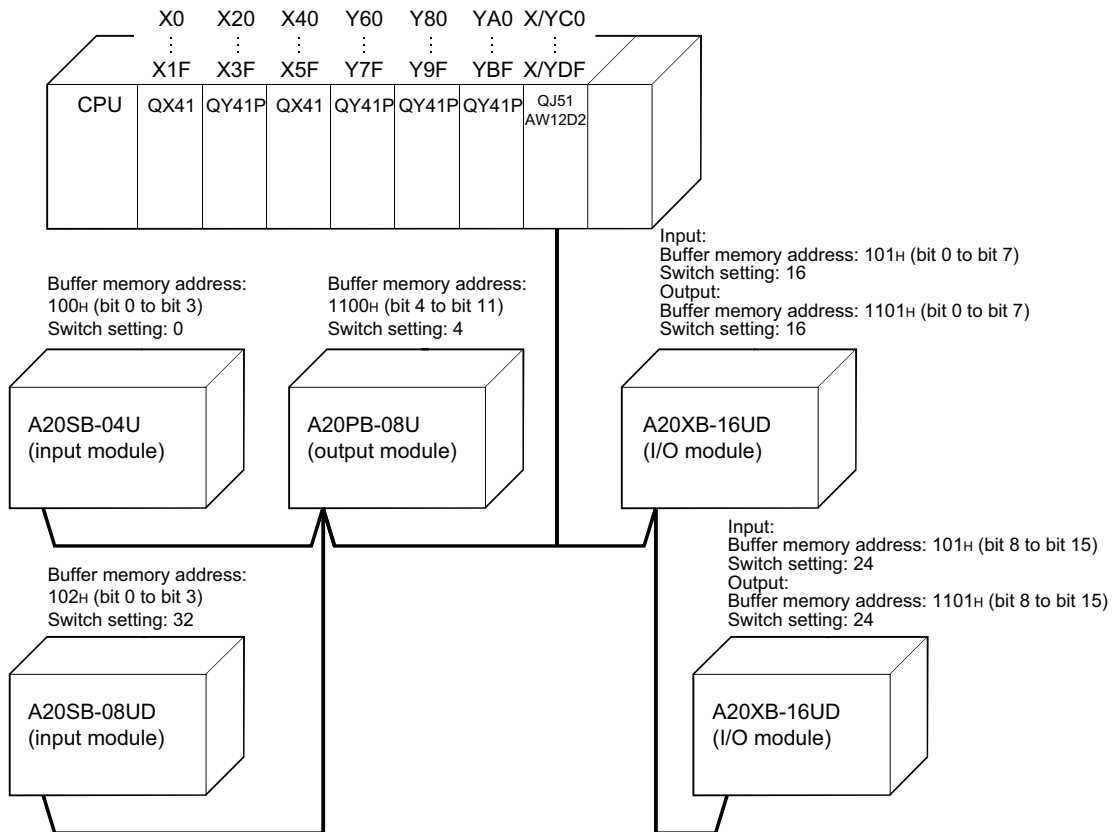 X0 X20 X40 Y60 Y80 YA0 X/YC0
X1F X3F X5F Y7F Y9F YBF X/YDF
CPU QX41 QY41P QX41 QY41P QY41P QY41P QJ51
AW12D2
Input:
Buffer memory address: 101H (bit 0 to bit 7)
Switch setting: 16
Output:
Buffer memory address: 1101H (bit 0 to bit 7)
Switch setting: 16
Buffer memory address:
100H (bit 0 to bit 3)
Switch setting: 0
Buffer memory address:
1100H (bit 4 to bit 11)
Switch setting: 4
A20SB-04U
(input module)
A20PB-08U
(output module)
A20XB-16UD
(I/O module)
Input:
Buffer memory address: 101H (bit 8 to bit 15)
Switch setting: 24
Output:
Buffer memory address: 1101H (bit 8 to bit 15)
Switch setting: 24
Buffer memory address:
102H (bit 0 to bit 3)
Switch setting: 32
A20SB-08UD
(input module)
A20XB-16UD
(I/O module)